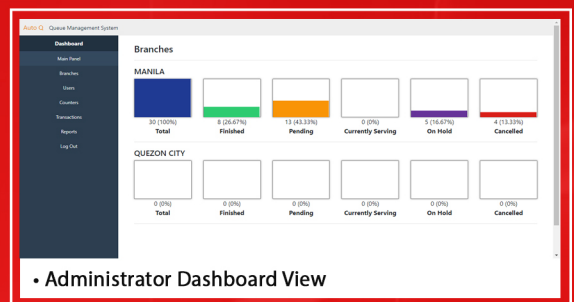 Auto Q Queue Management System
Dashboard
Main Panel
Branches
Users
Counters
Transactions
Reports
Log Out
Branches
MANILA
30 (100%) 8 (26.67%) 13 (43.33%) 0 (0%) 5 (16.67%) 4 (13.33%)
Total Finished Pending Currently Serving On Hold Cancelled
QUEZON CITY
0 (0%) 0 (0%) 0 (0%) 0 (0%) 0 (0%) 0 (0%)
Total Finished Pending Currently Serving On Hold Cancelled
• Administrator Dashboard View